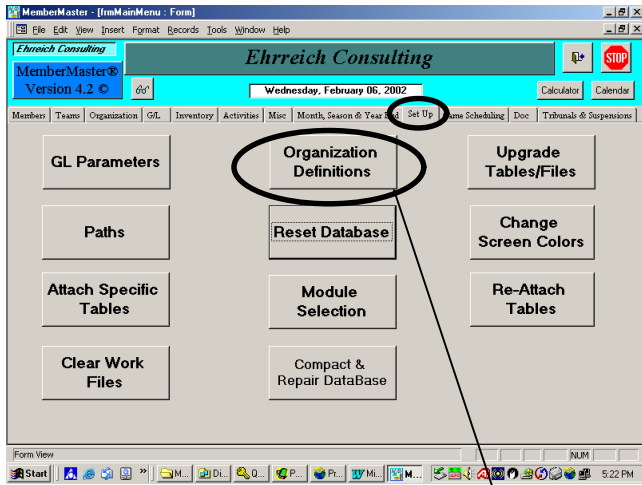 MemberMaster - [frmMainMenu : Form]
File Edit View Insert Format Records Tools Window Help
Ehrreich Consulting
MemberMaster®
Version 4.2 ©
Ehrreich Consulting
STOP
Wednesday, February 06, 2002
Calculator Calendar
Members Teams Organization G/L Inventory Activities Misc Month, Season & Year Set Up Scheduling Doc Tribunals & Suspensions
GL Parameters
Organization
Definitions
Upgrade
Tables/Files
Paths
Reset Database
Change
Screen Colors
Attach Specific
Tables
Module
Selection
Re-Attach
Tables
Clear Work
Files
Compact &
Repair DataBase
Form View NUM
Start M... Di... Q... P... Pr... Mi... M... 5:22 PM